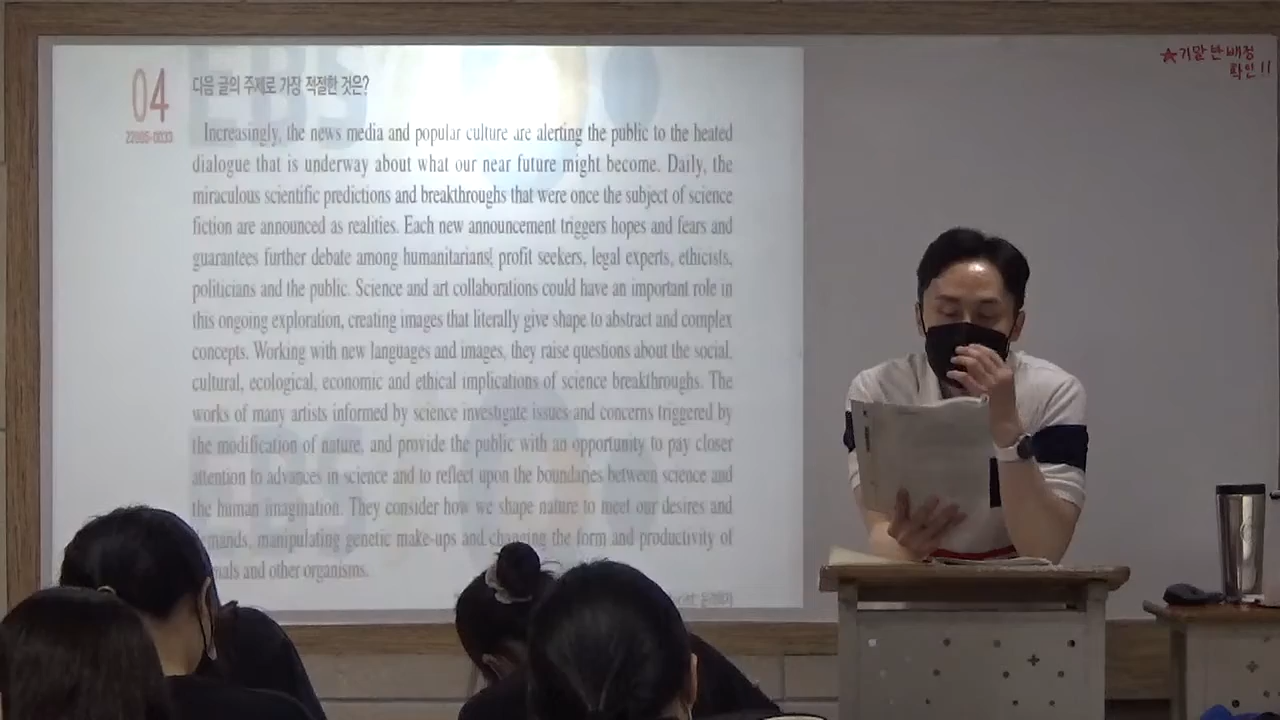 04
22005-0033
다음 글의 주제로 가장 적절한 것은?
Increasingly, the news media and popular culture are alerting the public to the heated
dialogue that is underway about what our near future might become. Daily, the
miraculous scientific predictions and breakthroughs that were once the subject of science
fiction are announced as realities. Each new announcement triggers hopes and fears and
guarantees further debate among humanitarians, profit seekers, legal experts, ethicists,
politicians and the public. Science and art collaborations could have an important role in
this ongoing exploration, creating images that literally give shape to abstract and complex
concepts. Working with new languages and images, they raise questions about the social,
cultural, ecological, economic and ethical implications of science breakthroughs. The
works of many artists informed by science investigate issues and concerns triggered by
the modification of nature, and provide the public with an opportunity to pay closer
attention to advances in science and to reflect upon the boundaries between science and
the human imagination. They consider how we shape nature to meet our desires and
manipulating genetic make-ups and changing the form and productivity of
and other organisms.
★기말 반 배정
확인!!